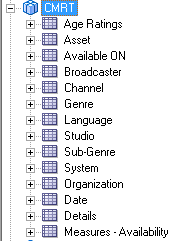 CMRT
Age Ratings
Asset
Available ON
Broadcaster
Channel
Genre
Language
Studio
Sub-Genre
System
Organization
Date
Details
Measures - Availability